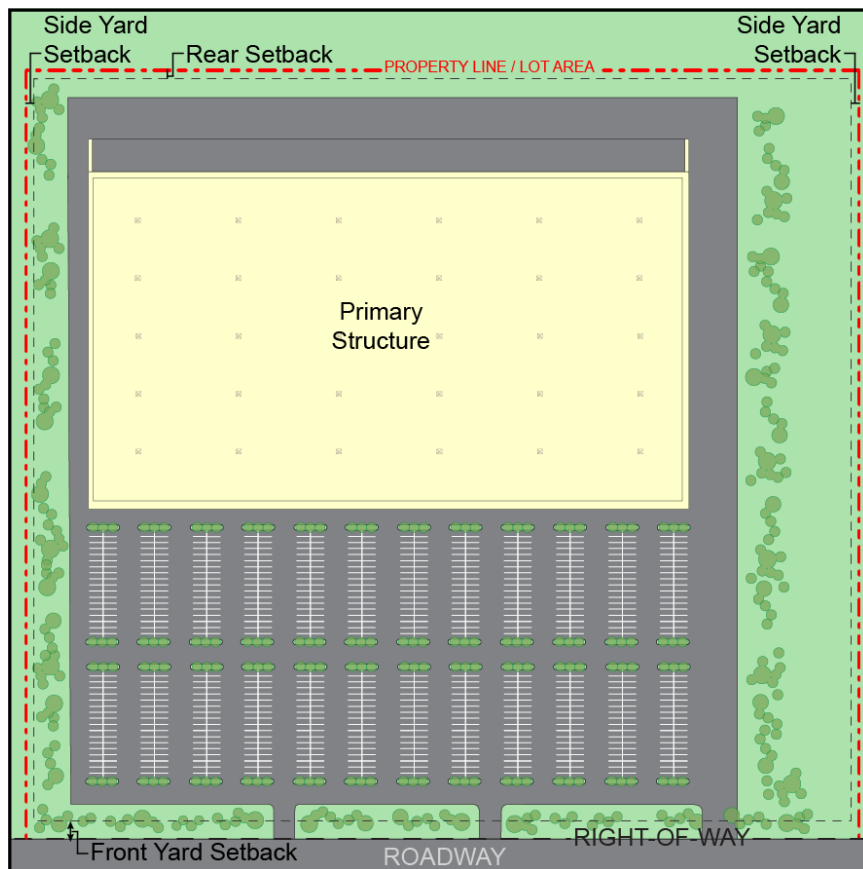 Side Yard
Setback
Rear Setback
Side Yard
Setback
PROPERTY LINE / LOT AREA
Primary
Structure
RIGHT-OF-WAY
Front Yard Setback
ROADWAY